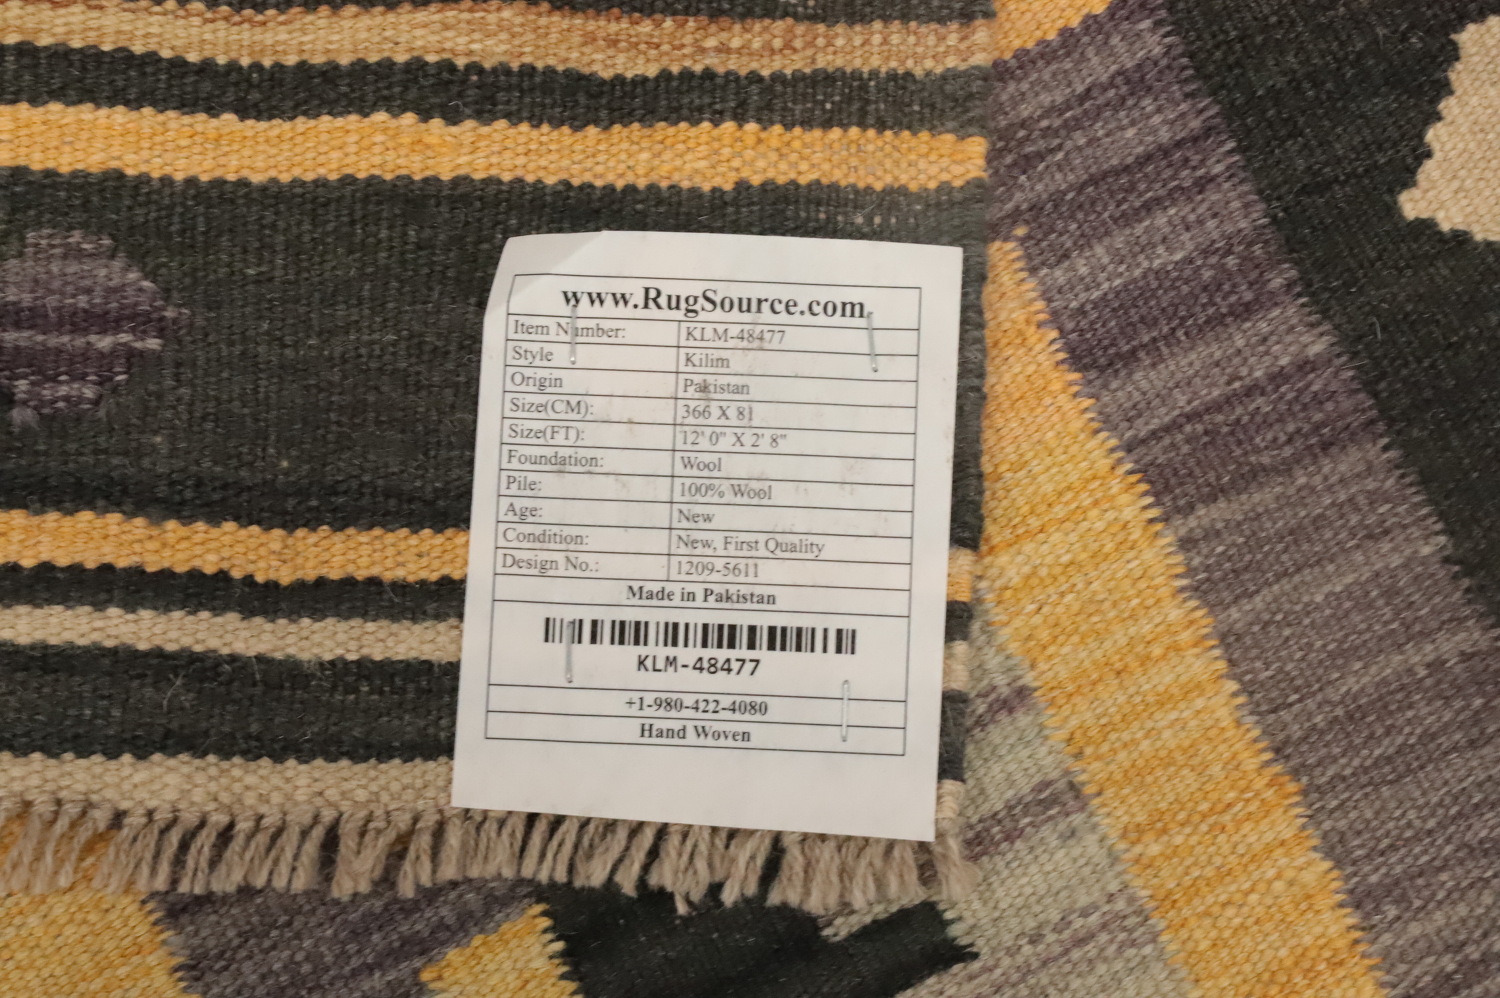 www.RugSource.com
Item Number: KLM-48477
Style Kilim
Origin Pakistan
Size(CM): 366 X 81
Size(FT): 12' 0" X 2' 8"
Foundation: Wool
Pile: 100% Wool
Age: New
Condition: New, First Quality
Design No.: 1209-5611
Made in Pakistan
KLM-48477
+1-980-422-4080
Hand Woven